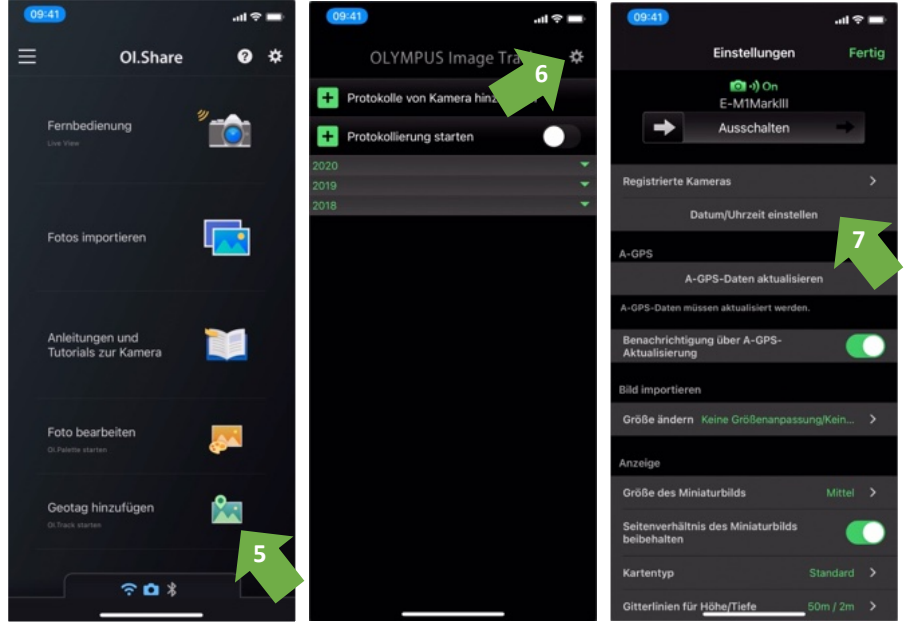 09:41
OI.Share
?
Fernbedienung
Live View
Fotos importieren
Anleitungen und
Tutorials zur Kamera
Foto bearbeiten
OI.Palette starten
Geotag hinzufügen
OI.Track starten
5
09:41
OLYMPUS Image
6
Protokolle von Kamera
Protokollierung starten
2020
2019
2018
09:41
Einstellungen Fertig
On
E-M1MarkIII
Ausschalten
Registrierte Kameras
Datum/Uhrzeit einstellen
7
A-GPS
A-GPS-Daten aktualisieren
A-GPS-Daten müssen aktualisiert werden.
Benachrichtigung über A-GPS-
Aktualisierung
Bild importieren
Größe ändern Keine Größenanpassung/Kein...
Anzeige
Größe des Miniaturbilds Mittel
Seitenverhältnis des Miniaturbilds
beibehalten
Kartentyp Standard
Gitterlinien für Höhe/Tiefe 50m / 2m